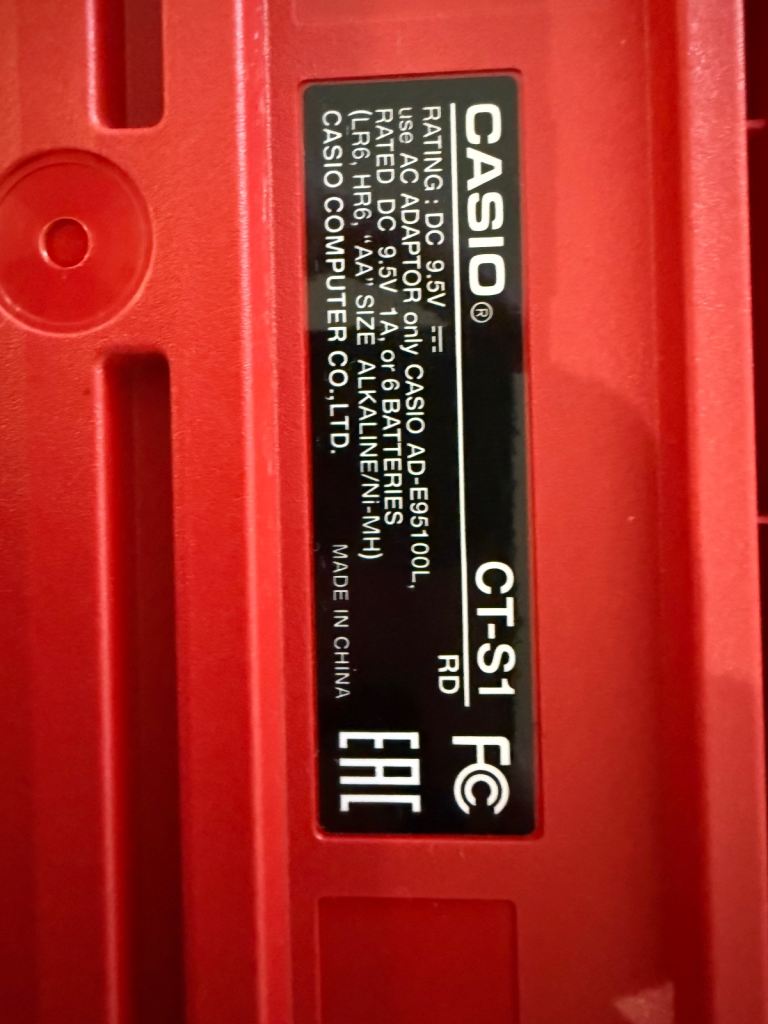 CASIO®
CT-S1
RD
RATING : DC 9.5V ⎓
use AC ADAPTOR only CASIO AD-E95100L,
RATED DC 9.5V 1A, or 6 BATTERIES
(LR6, HR6, "AA" SIZE ALKALINE/Ni-MH)
CASIO COMPUTER CO.,LTD.
MADE IN CHINA
FC
EAC